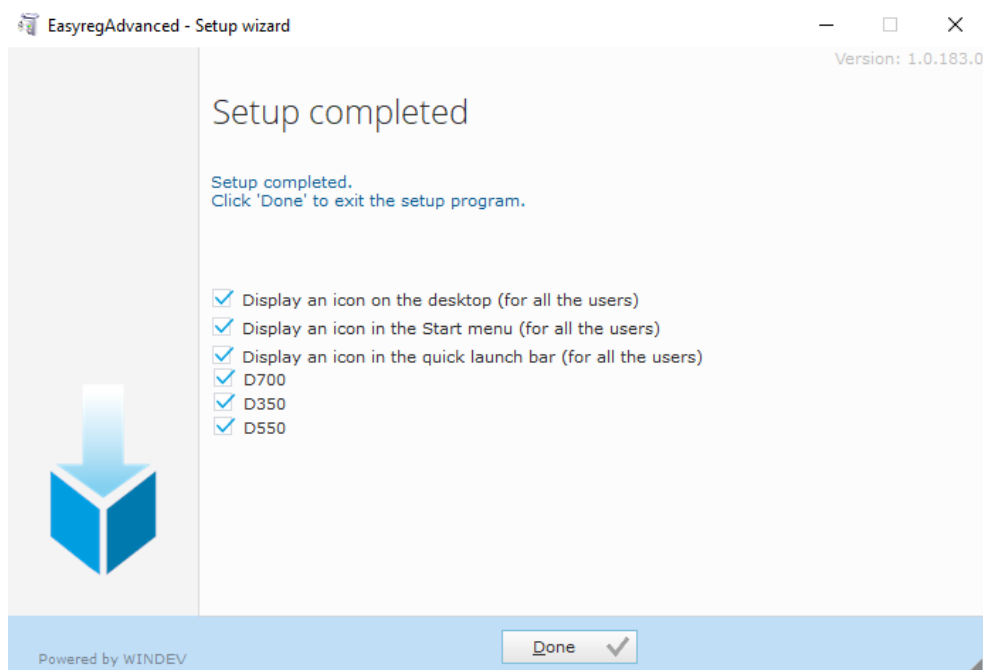 EasyregAdvanced - Setup wizard
Version: 1.0.183.0
Setup completed
Setup completed.
Click 'Done' to exit the setup program.
Display an icon on the desktop (for all the users)
Display an icon in the Start menu (for all the users)
Display an icon in the quick launch bar (for all the users)
D700
D350
D550
Done
Powered by WINDEV